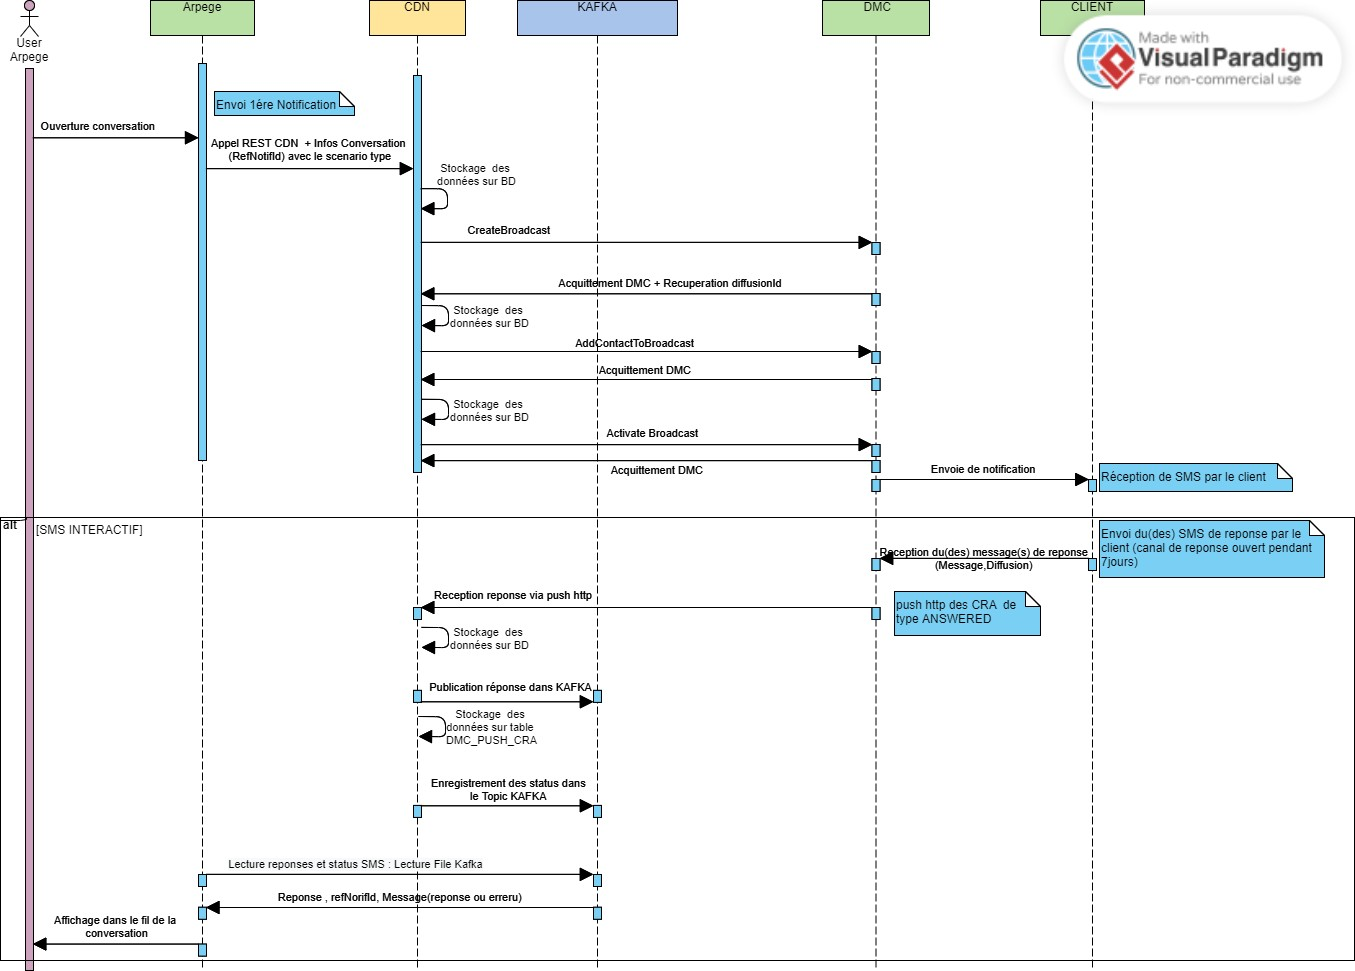 Arpege
CDN
KAFKA
DMC
CLIENT
User
Arpege
Made with
Visual Paradigm
For non-commercial use
Envoi 1ére Notification
Ouverture conversation
Appel REST CDN + Infos Conversation
(RefNotifId) avec le scenario type
Stockage des
données sur BD
CreateBroadcast
Acquittement DMC + Recuperation diffusionId
Stockage des
données sur BD
AddContactToBroadcast
Acquittement DMC
Stockage des
données sur BD
Activate Broadcast
Acquittement DMC
Envoie de notification
Réception de SMS par le client
alt
[SMS INTERACTIF]
Envoi du(des) SMS de reponse par le
client (canal de reponse ouvert pendant
7jours)
Reception du(des) message(s) de reponse
(Message,Diffusion)
Reception reponse via push http
push http des CRA de
type ANSWERED
Stockage des
données sur BD
Publication réponse dans KAFKA
Stockage des
données sur table
DMC_PUSH_CRA
Enregistrement des status dans
le Topic KAFKA
Lecture reponses et status SMS : Lecture File Kafka
Reponse , refNorifId, Message(reponse ou erreru)
Affichage dans le fil de la
conversation